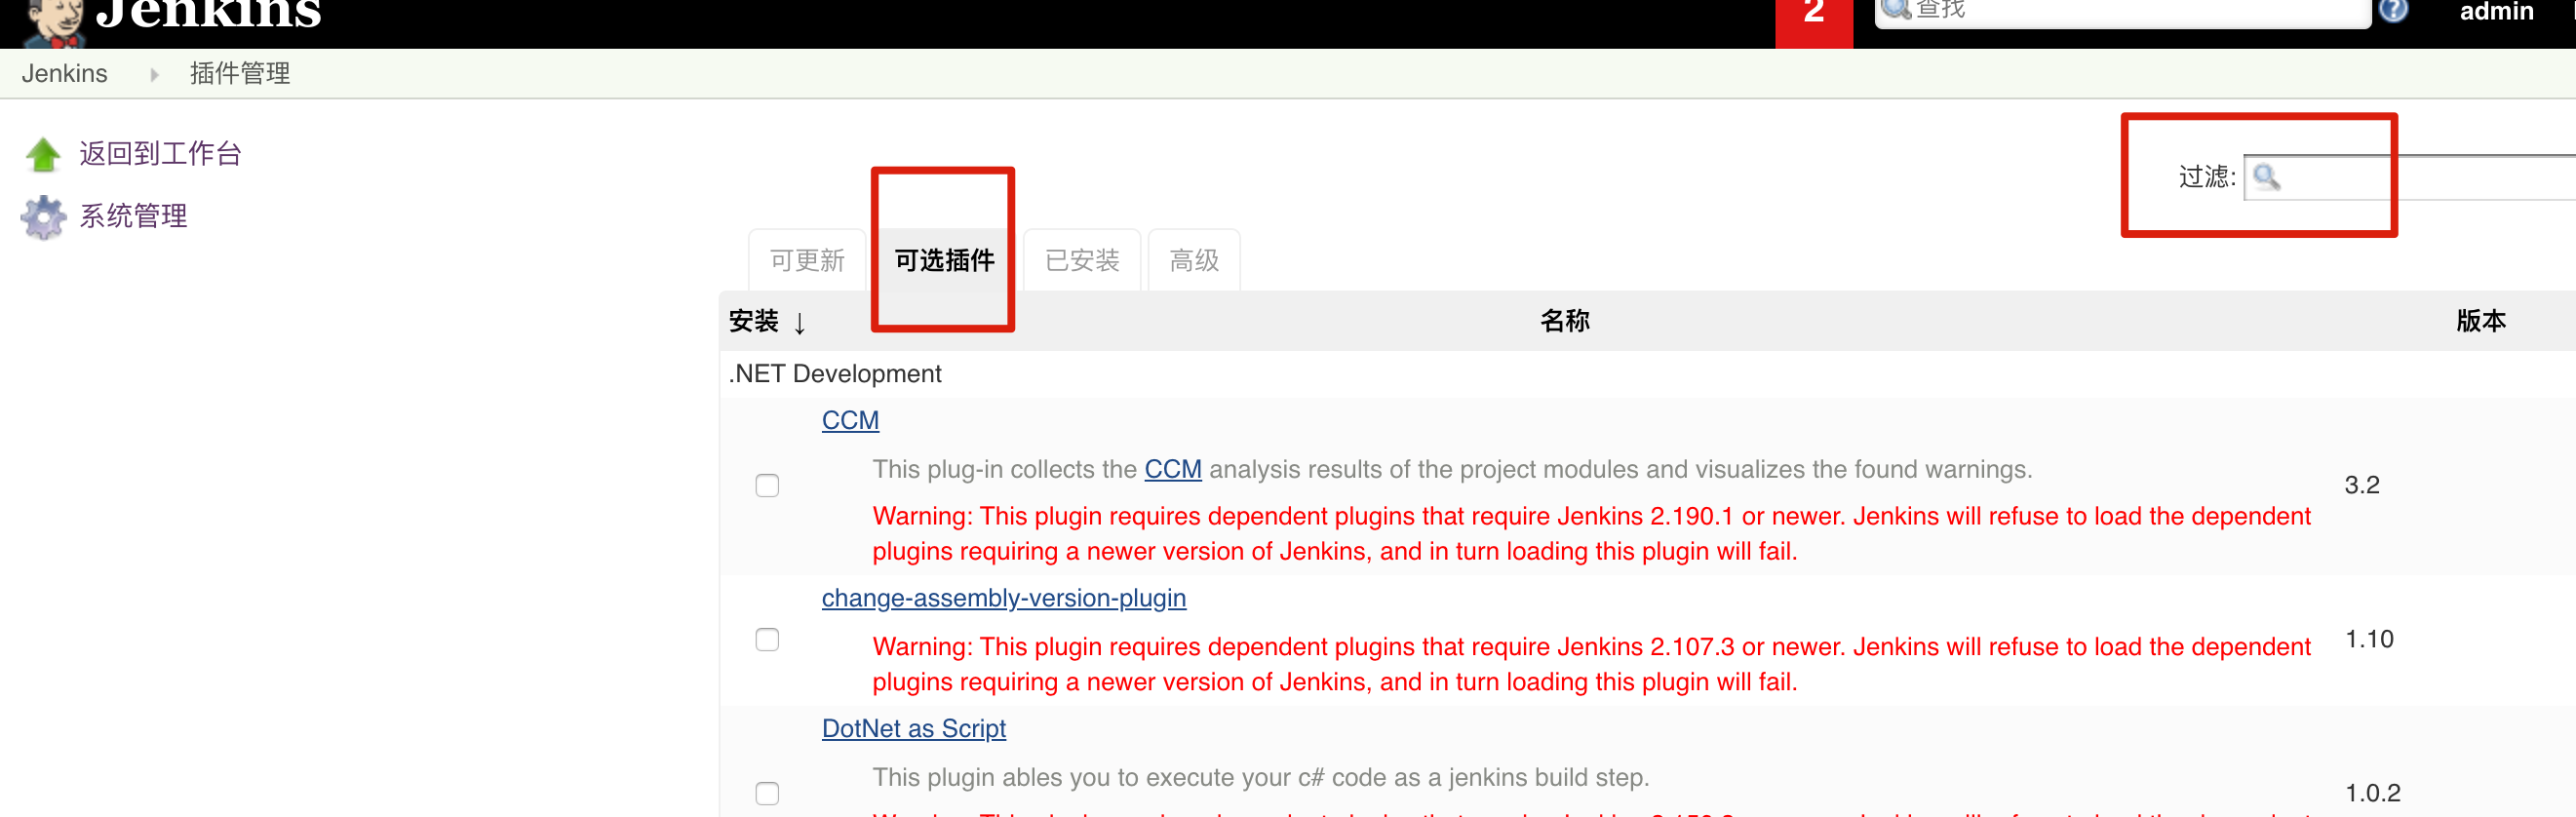 Jenkins
2
查找
admin
Jenkins
插件管理
返回到工作台
系统管理
过滤:
可更新
可选插件
已安装
高级
安装 ↓
名称
版本
.NET Development
CCM
This plug-in collects the CCM analysis results of the project modules and visualizes the found warnings.
Warning: This plugin requires dependent plugins that require Jenkins 2.190.1 or newer. Jenkins will refuse to load the dependent
plugins requiring a newer version of Jenkins, and in turn loading this plugin will fail.
3.2
change-assembly-version-plugin
Warning: This plugin requires dependent plugins that require Jenkins 2.107.3 or newer. Jenkins will refuse to load the dependent
plugins requiring a newer version of Jenkins, and in turn loading this plugin will fail.
1.10
DotNet as Script
This plugin ables you to execute your c# code as a jenkins build step.
1.0.2